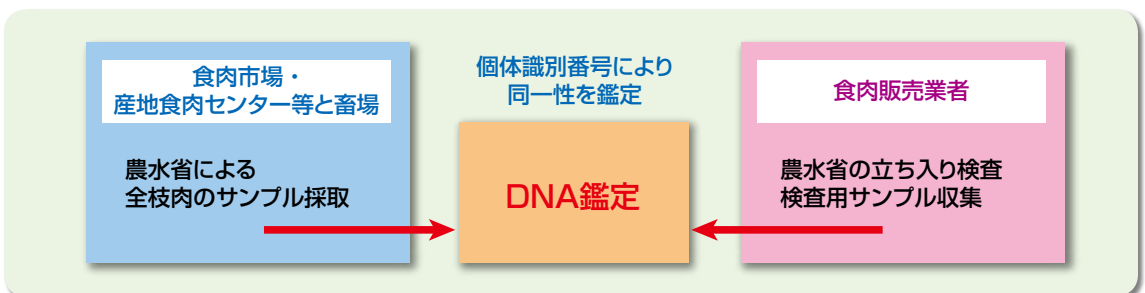 食肉市場・
産地食肉センター等と畜場
農水省による
全枝肉のサンプル採取
個体識別番号により
同一性を鑑定
DNA鑑定
食肉販売業者
農水省の立ち入り検査
検査用サンプル収集